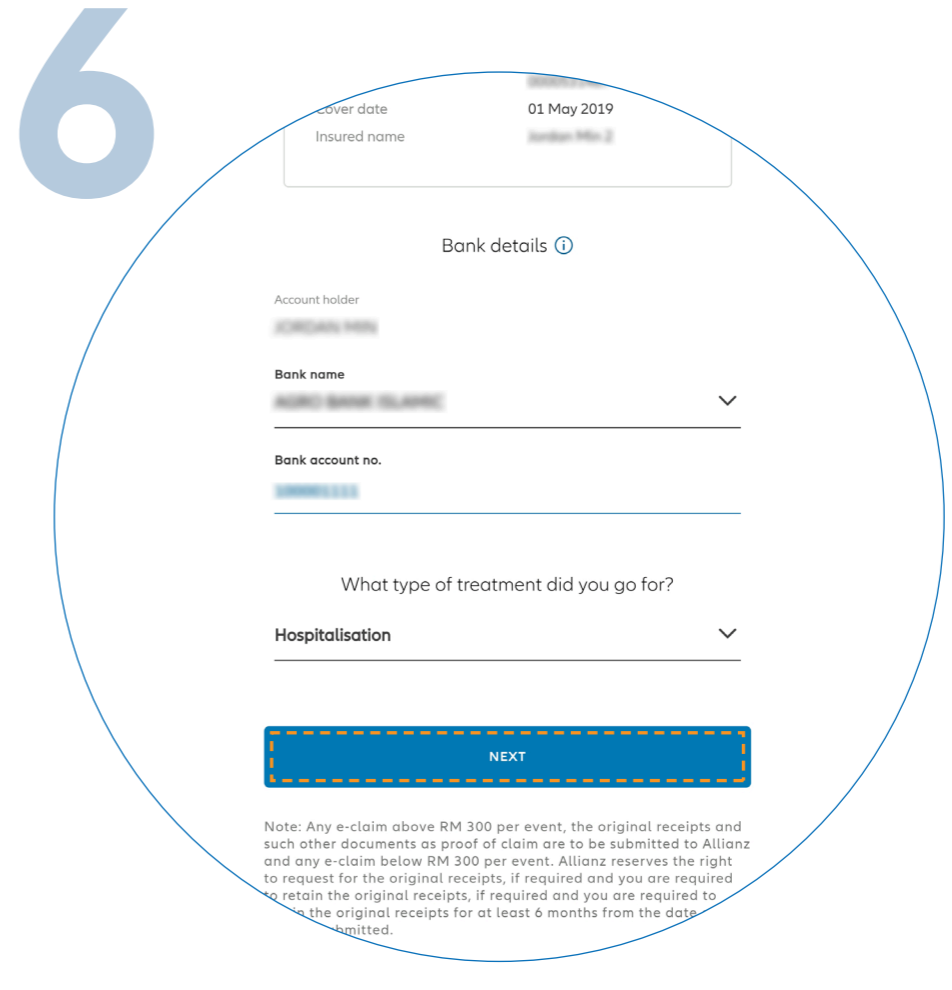 6
Cover date 01 May 2019
Insured name
Bank details
Account holder
Bank name
Bank account no.
What type of treatment did you go for?
Hospitalisation
NEXT
Note: Any e-claim above RM 300 per event, the original receipts and
such other documents as proof of claim are to be submitted to Allianz
and any e-claim below RM 300 per event. Allianz reserves the right
to request for the original receipts, if required and you are required
to retain the original receipts, if required and you are required to
the original receipts for at least 6 months from the date